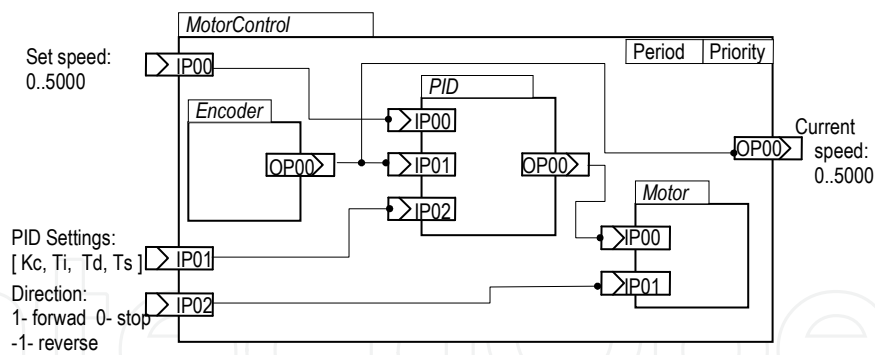 MotorControl
Set speed:
0..5000
IP00
Period Priority
PID
Encoder
IP00
OP00
IP01
OP00
IP02
OP00
Current
speed:
0..5000
Motor
IP00
IP01
PID Settings:
[ Kc, Ti, Td, Ts ]
IP01
Direction:
1- forwad 0- stop
-1- reverse
IP02